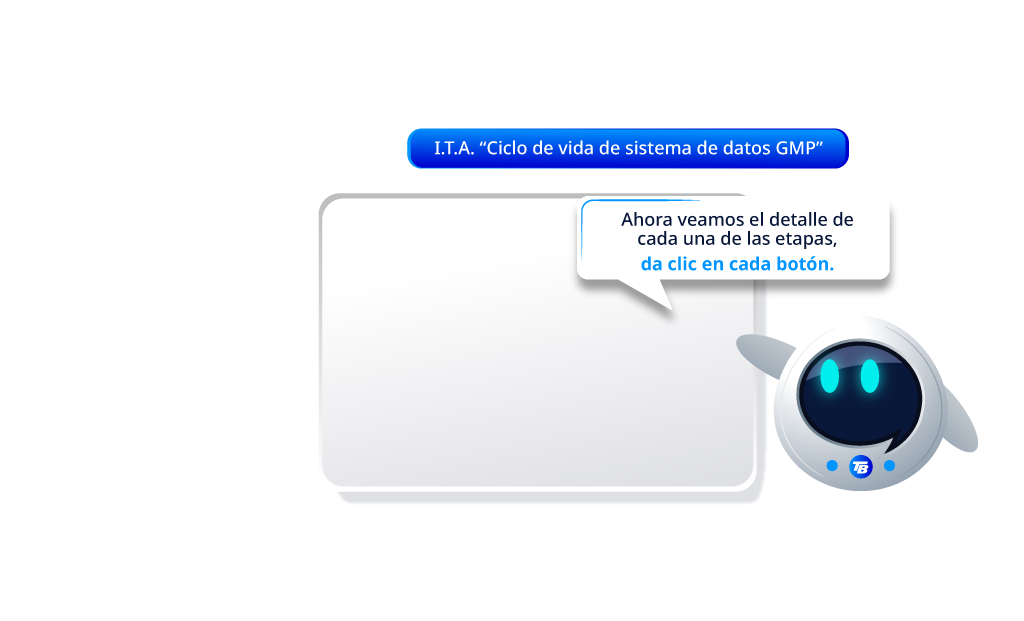 I.T.A. “Ciclo de vida de sistema de datos GMP”
Ahora veamos el detalle de
cada una de las etapas,
da clic en cada botón.
TB